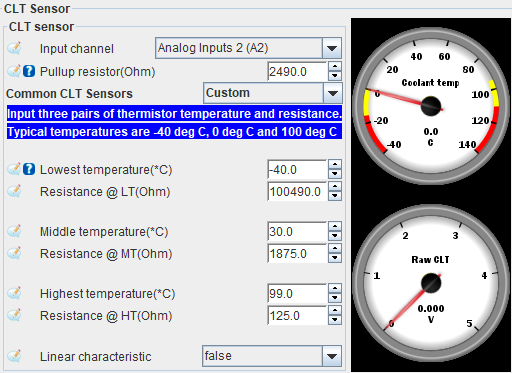 CLT Sensor
CLT sensor
Input channel Analog Inputs 2 (A2)
Pullup resistor(Ohm) 2490.0
Common CLT Sensors Custom
Input three pairs of thermistor temperature and resistance.
Typical temperatures are -40 deg C, 0 deg C and 100 deg C
Lowest temperature(*C) -40.0
Resistance @ LT(Ohm) 100490.0
Middle temperature(*C) 30.0
Resistance @ MT(Ohm) 1875.0
Highest temperature(*C) 99.0
Resistance @ HT(Ohm) 125.0
Linear characteristic false
40 60
20 80
Coolant temp
0 100
-20 120
0.0
C
-40 140
2 3
Raw CLT
1 4
0.000
V
0 5